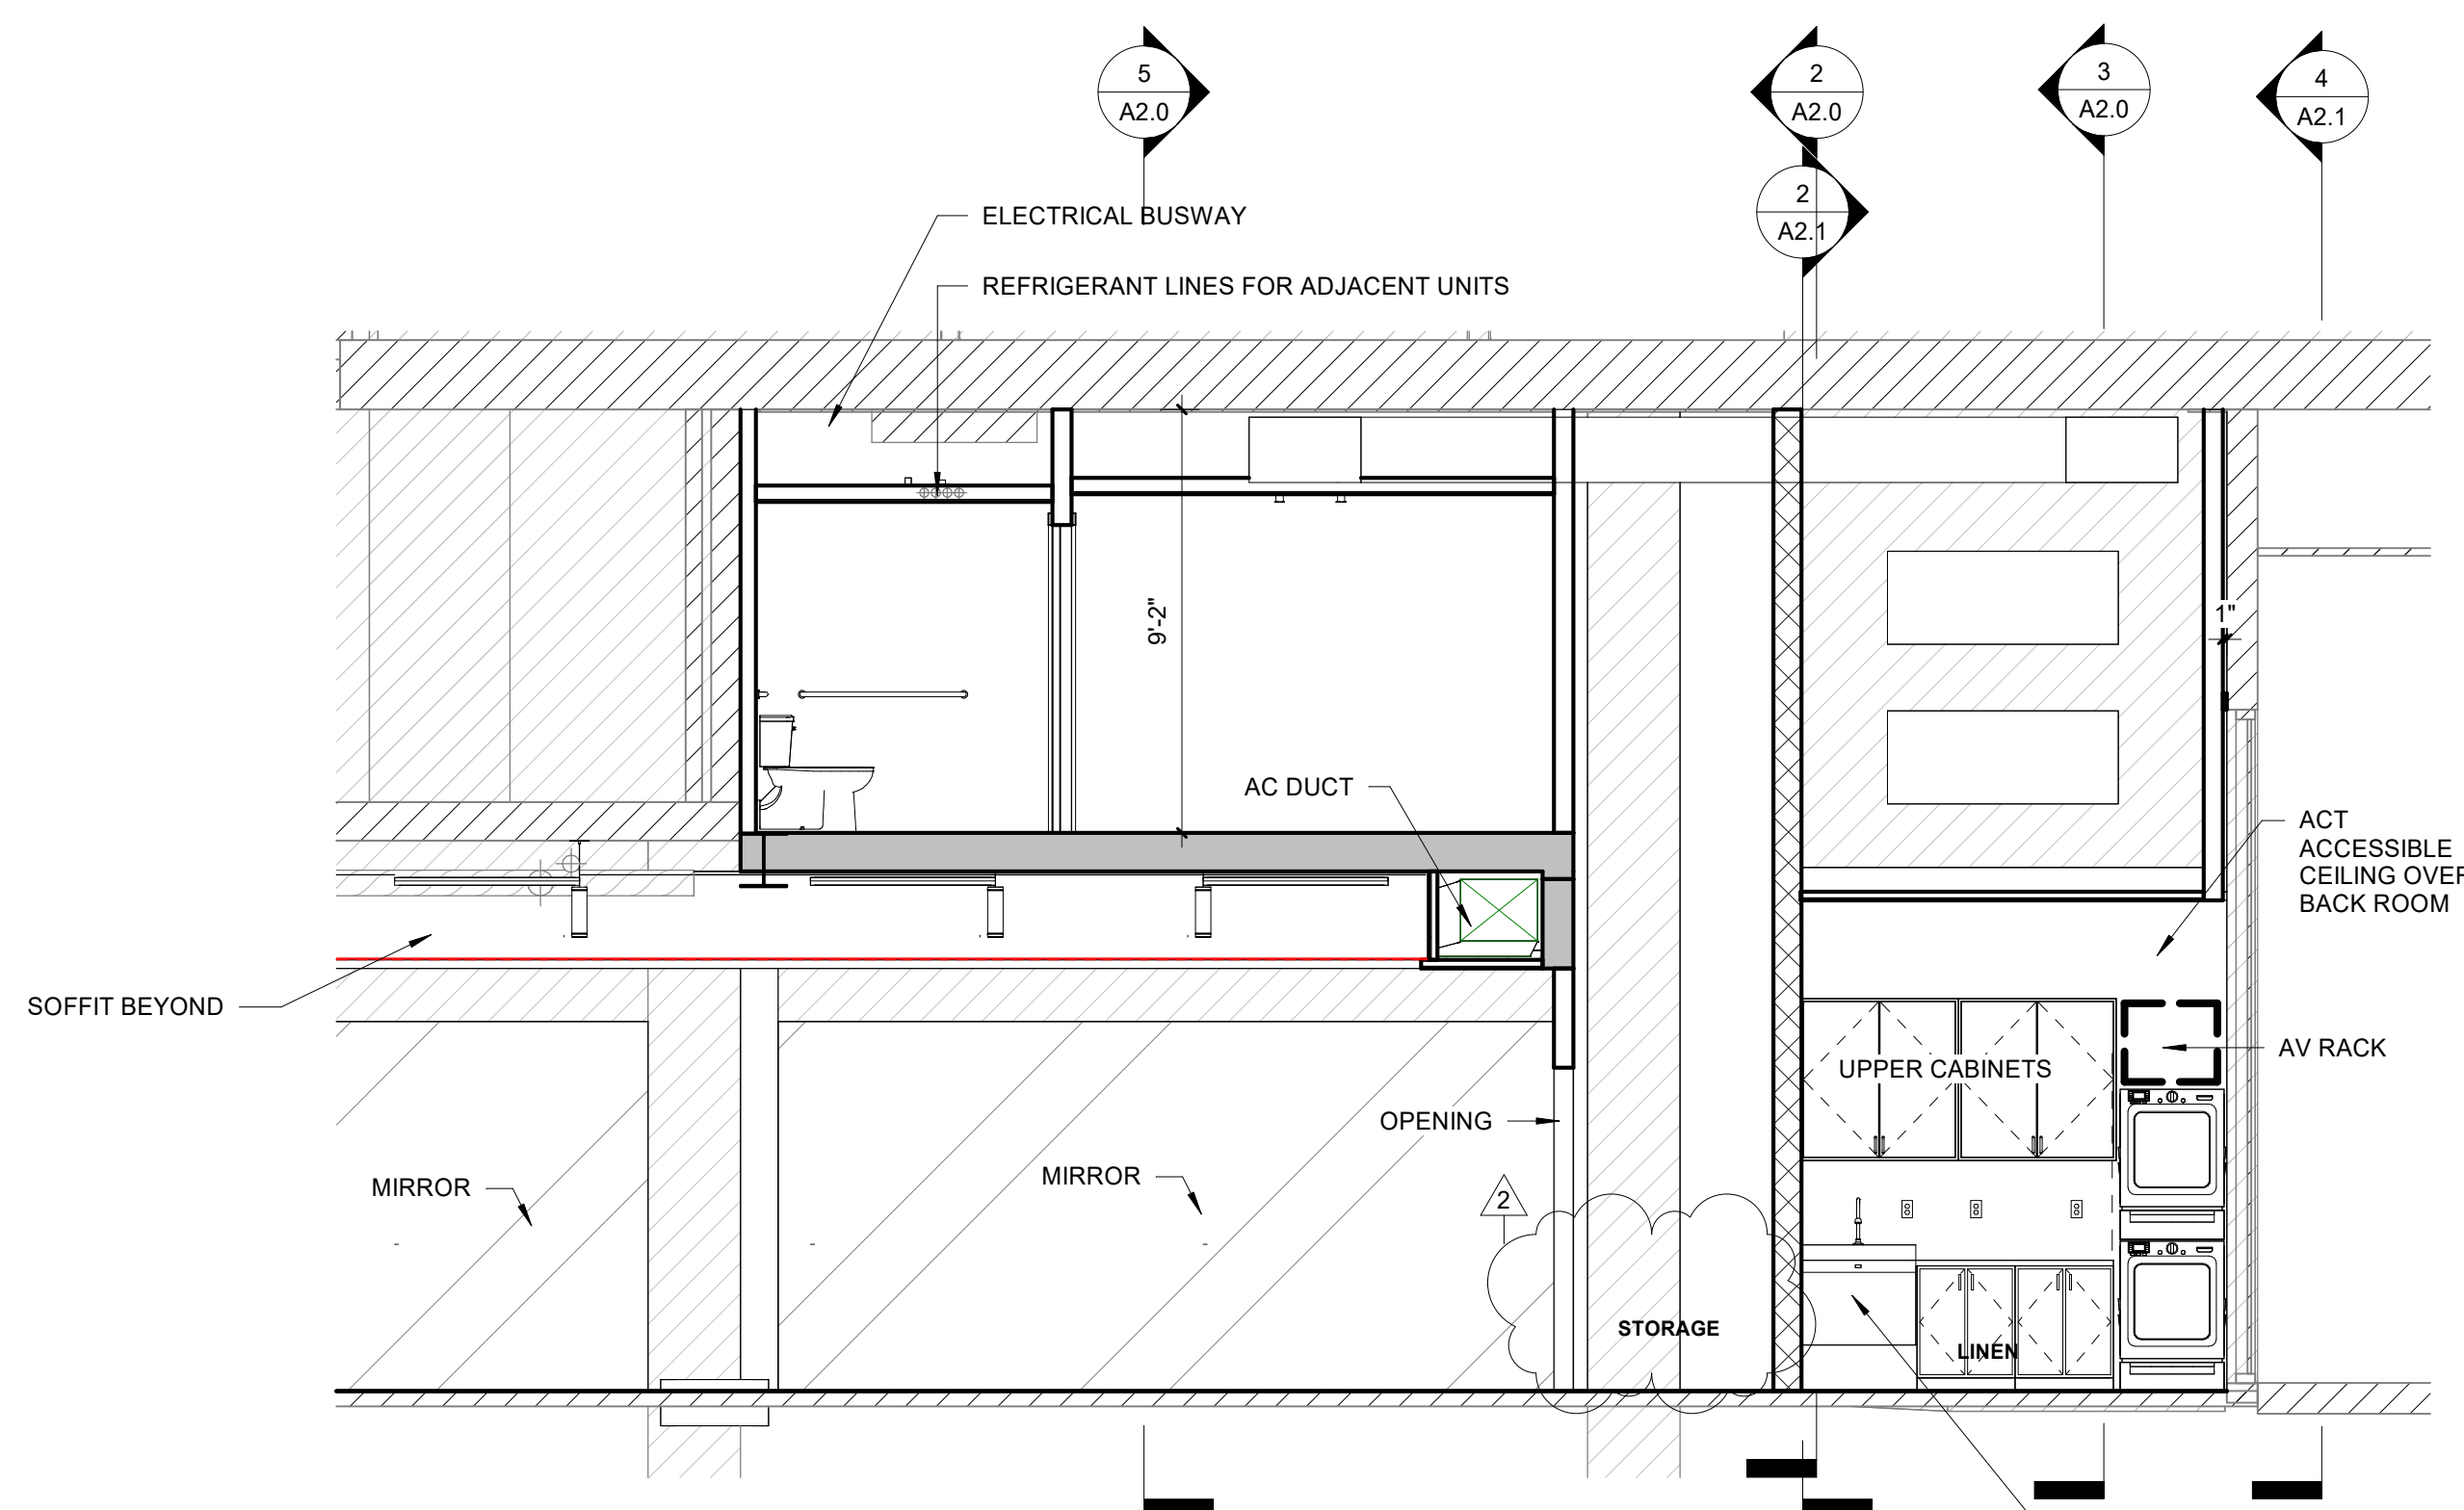 5
A2.0
2
A2.0
3
A2.0
4
A2.1
2
A2.1
ELECTRICAL BUSWAY
REFRIGERANT LINES FOR ADJACENT UNITS
9'-2"
1"
AC DUCT
ACT
ACCESSIBLE
CEILING OVER
BACK ROOM
SOFFIT BEYOND
AV RACK
UPPER CABINETS
OPENING
MIRROR
MIRROR
2
STORAGE
LINEN